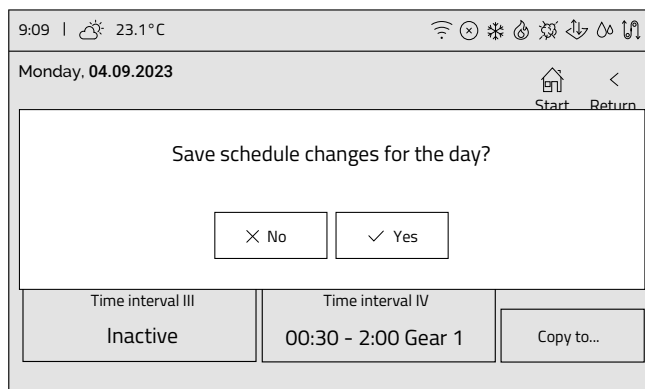 9:09 | 23.1°C
Monday, 04.09.2023
Start Return
Save schedule changes for the day?
No Yes
Time interval III Time interval IV
Inactive 00:30 - 2:00 Gear 1 Copy to...